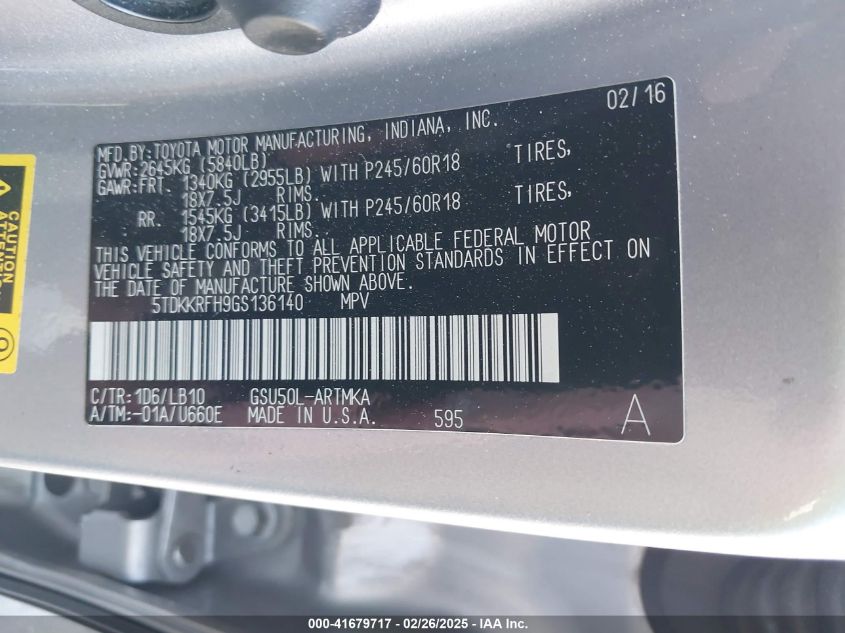 02/16
MFD.BY:TOYOTA MOTOR MANUFACTURING, INDIANA, INC.
GVWR: 2645KG (5840LB)
GAWR:FRT. 1340KG (2955LB) WITH P245/60R18 TIRES,
18X7.5J RIMS.
RR. 1545KG (3415LB) WITH P245/60R18 TIRES,
18X7.5J RIMS.
THIS VEHICLE CONFORMS TO ALL APPLICABLE FEDERAL MOTOR
VEHICLE SAFETY AND THEFT PREVENTION STANDARDS IN EFFECT ON
THE DATE OF MANUFACTURE SHOWN ABOVE.
5TDKKRFH9GS136140 MPV
C/TR: 1D6/LB10 GSU50L-ARTMKA
A/TM:-01A/U660E MADE IN U.S.A. 595 A
CAUTION
000-41679717 - 02/26/2025 - IAA Inc.